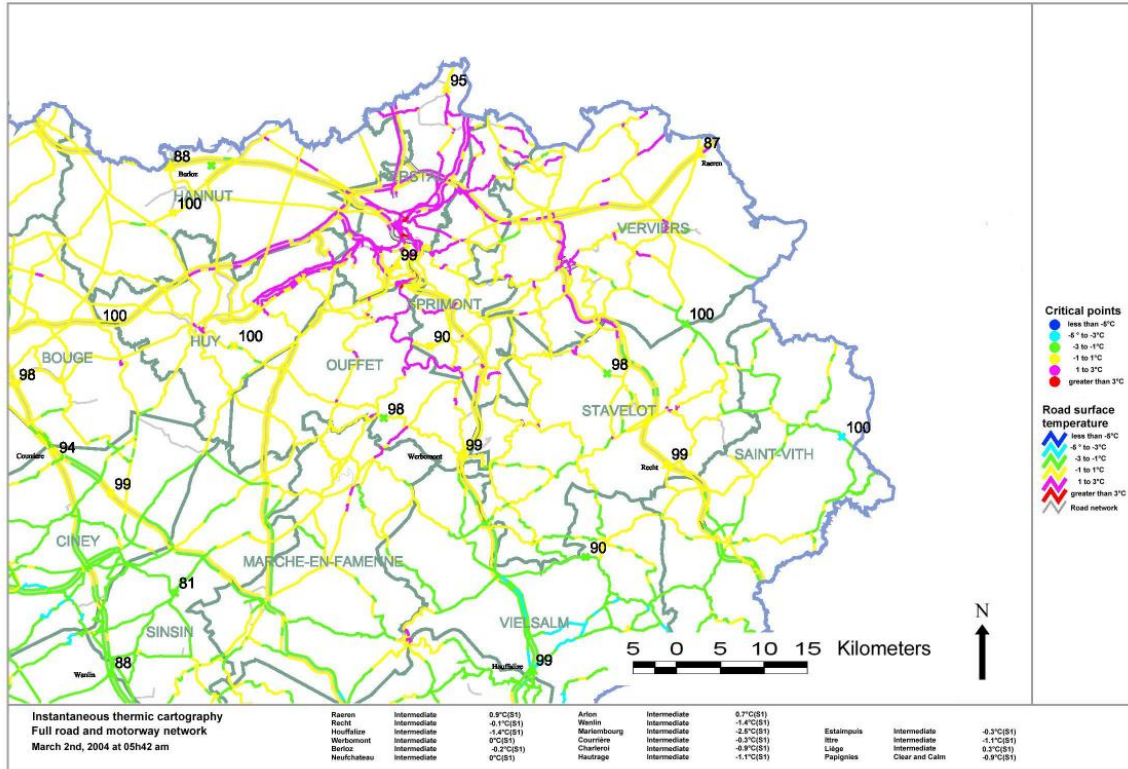 95
88
87
Berloz
Raeren
HANNUT
HERSTAL
100
VERVIERS
99
SPRIMONT
100
100
100
90
HUY
BOUGE
OUFFET
98
98
98
STAVELOT
100
94
99
99
Courriere
Werbomont
Recht
SAINT-VITH
99
CINEY
90
MARCHE-EN-FAMENNE
81
VIELSALM
SINSIN
88
Houffalize
99
Wanlin
5 0 5 10 15 Kilometers
N
Critical points
less than -5°C
-5 ° to -3°C
-3 to -1°C
-1 to 1°C
1 to 3°C
greater than 3°C
Road surface
temperature
less than -5°C
-5 ° to -3°C
-3 to -1°C
-1 to 1°C
1 to 3°C
greater than 3°C
Road network
Instantaneous thermic cartography
Full road and motorway network
March 2nd, 2004 at 05h42 am
Raeren Intermediate 0.9°C(S1)
Recht Intermediate -0.1°C(S1)
Houffalize Intermediate -1.4°C(S1)
Werbomont Intermediate 0°C(S1)
Berloz Intermediate -0.2°C(S1)
Neufchateau Intermediate 0°C(S1)
Arlon Intermediate 0.7°C(S1)
Wanlin Intermediate -1.4°C(S1)
Mariembourg Intermediate -2.5°C(S1)
Courrière Intermediate -0.3°C(S1)
Charleroi Intermediate -0.9°C(S1)
Hautrage Intermediate -1.1°C(S1)
Estaimpuis Intermediate -0.3°C(S1)
Ittre Intermediate -1.1°C(S1)
Liége Intermediate 0.3°C(S1)
Papignies Clear and Calm -0.9°C(S1)